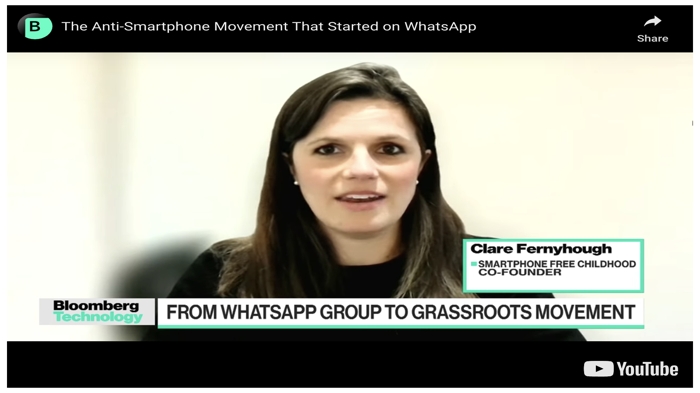 B
The Anti-Smartphone Movement That Started on WhatsApp
Share
Clare Fernyhough
SMARTPHONE FREE CHILDHOOD
CO-FOUNDER
Bloomberg
Technology
FROM WHATSAPP GROUP TO GRASSROOTS MOVEMENT
YouTube